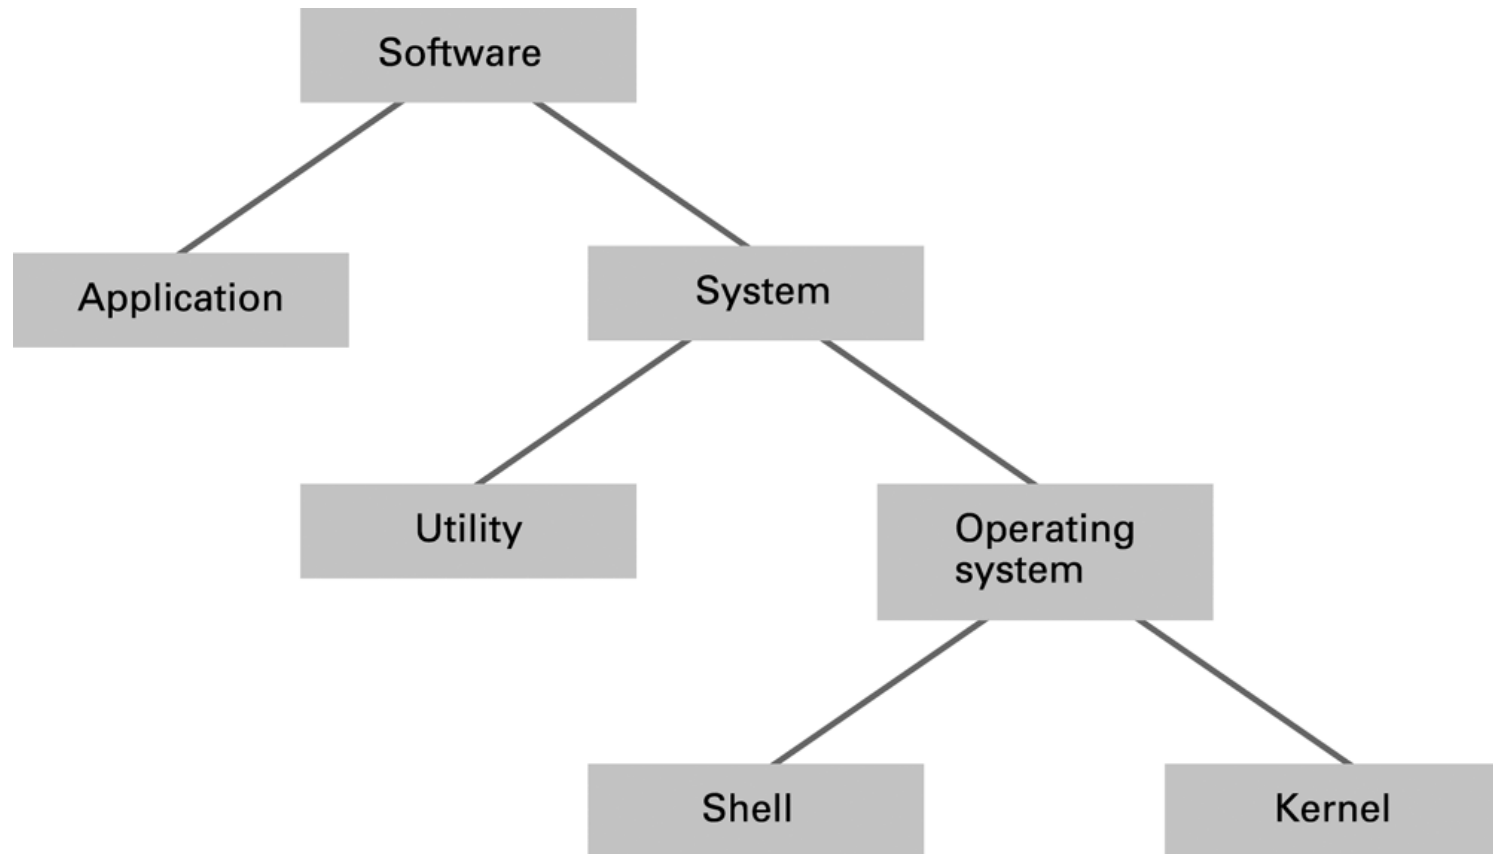 Software
Application
System
Utility
Operating
system
Shell
Kernel